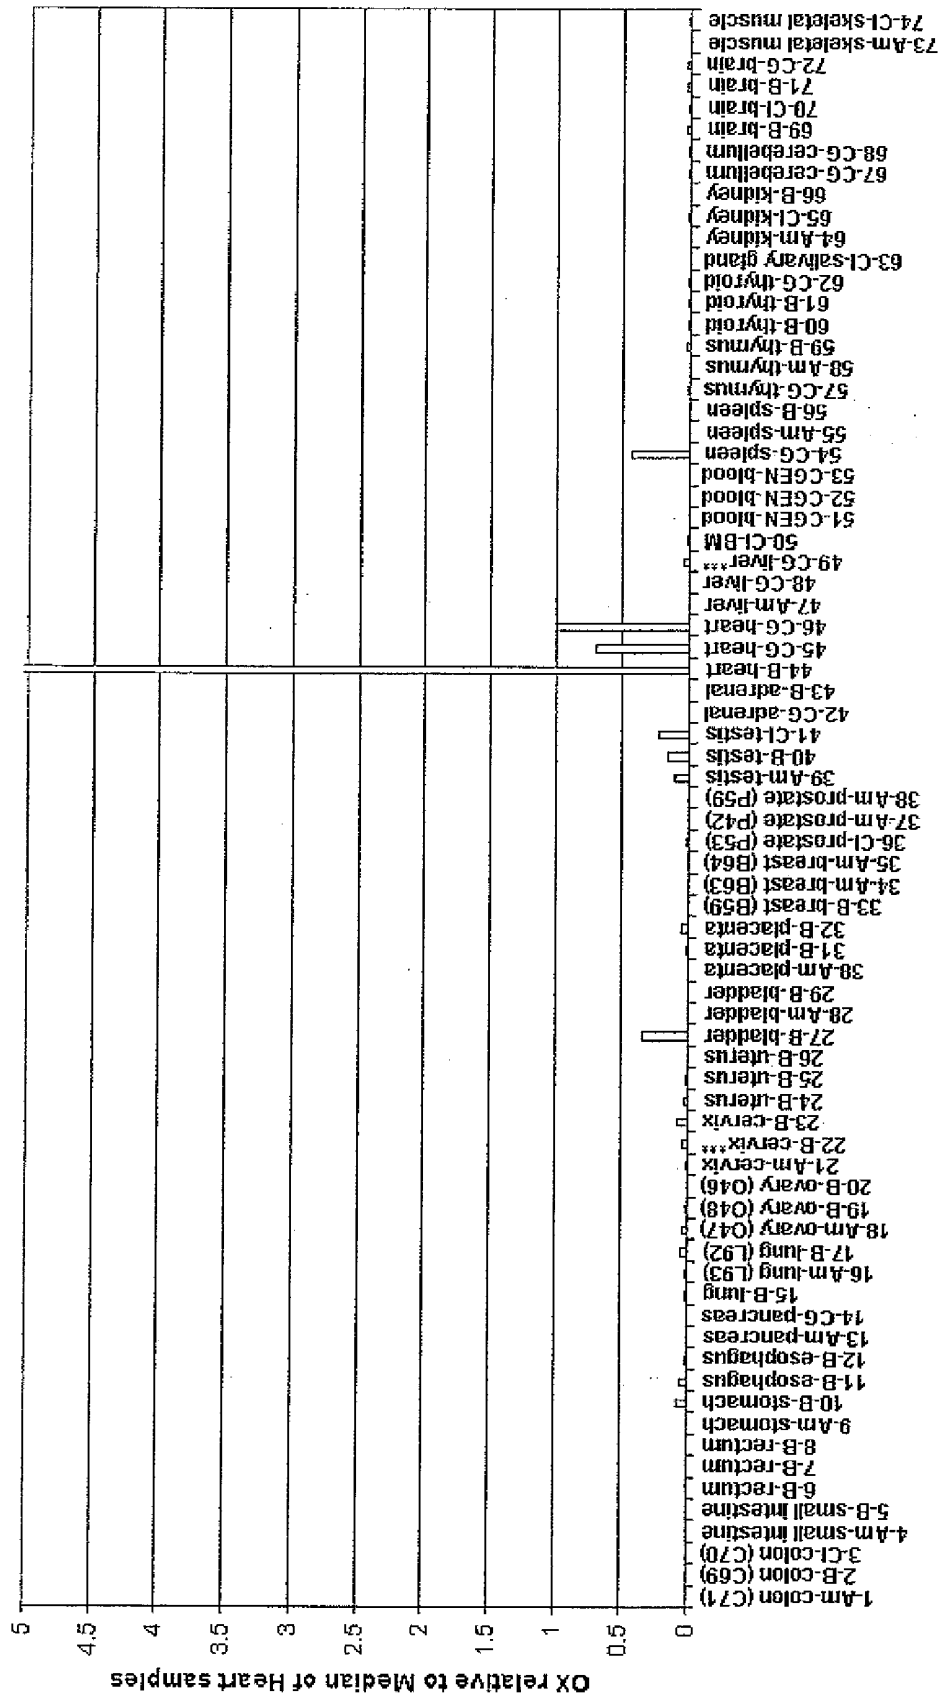 OX relative to Median of Heart samples
5
4.5
4
3.5
3
2.5
2
1.5
1
0.5
0
1-Am-colon (C71)
2-B-colon (C69)
3-Cl-colon (C70)
4-Am-small intestine
5-B-small intestine
6-B-rectum
7-B-rectum
8-B-rectum
9-Am-stomach
10-B-stomach
11-B-esophagus
12-B-esophagus
13-Am-pancreas
14-CG-pancreas
15-B-lung
16-Am-lung (L93)
17-B-lung (L92)
18-Am-ovary (O47)
19-B-ovary (O48)
20-B-ovary (O46)
21-Am-cervix
22-B-cervix***
23-B-cervix
24-B-uterus
25-B-uterus
26-B-uterus
27-B-bladder
28-Am-bladder
29-B-bladder
38-Am-placenta
31-B-placenta
32-B-placenta
33-B-breast (B59)
34-Am-breast (B63)
35-Am-breast (B64)
36-Cl-prostate (P53)
37-Am-prostate (P42)
38-Am-prostate (P59)
39-Am-testis
40-B-testis
41-Cl-testis
42-CG-adrenal
43-B-adrenal
44-B-heart
45-CG-heart
46-CG-heart
47-Am-liver
48-CG-liver
49-CG-liver***
50-Cl-BM
51-CGEN-blood
52-CGEN-blood
53-CGEN-blood
54-CG-spleen
55-Am-spleen
56-B-spleen
57-CG-thymus
58-Am-thymus
59-B-thymus
60-B-thyroid
61-B-thyroid
62-CG-thyroid
63-Cl-salivary gland
64-Am-kidney
65-Cl-kidney
66-B-kidney
67-CG-cerebellum
68-CG-cerebellum
69-B-brain
70-Cl-brain
71-B-brain
72-CG-brain
73-Am-skeletal muscle
74-Cl-skeletal muscle